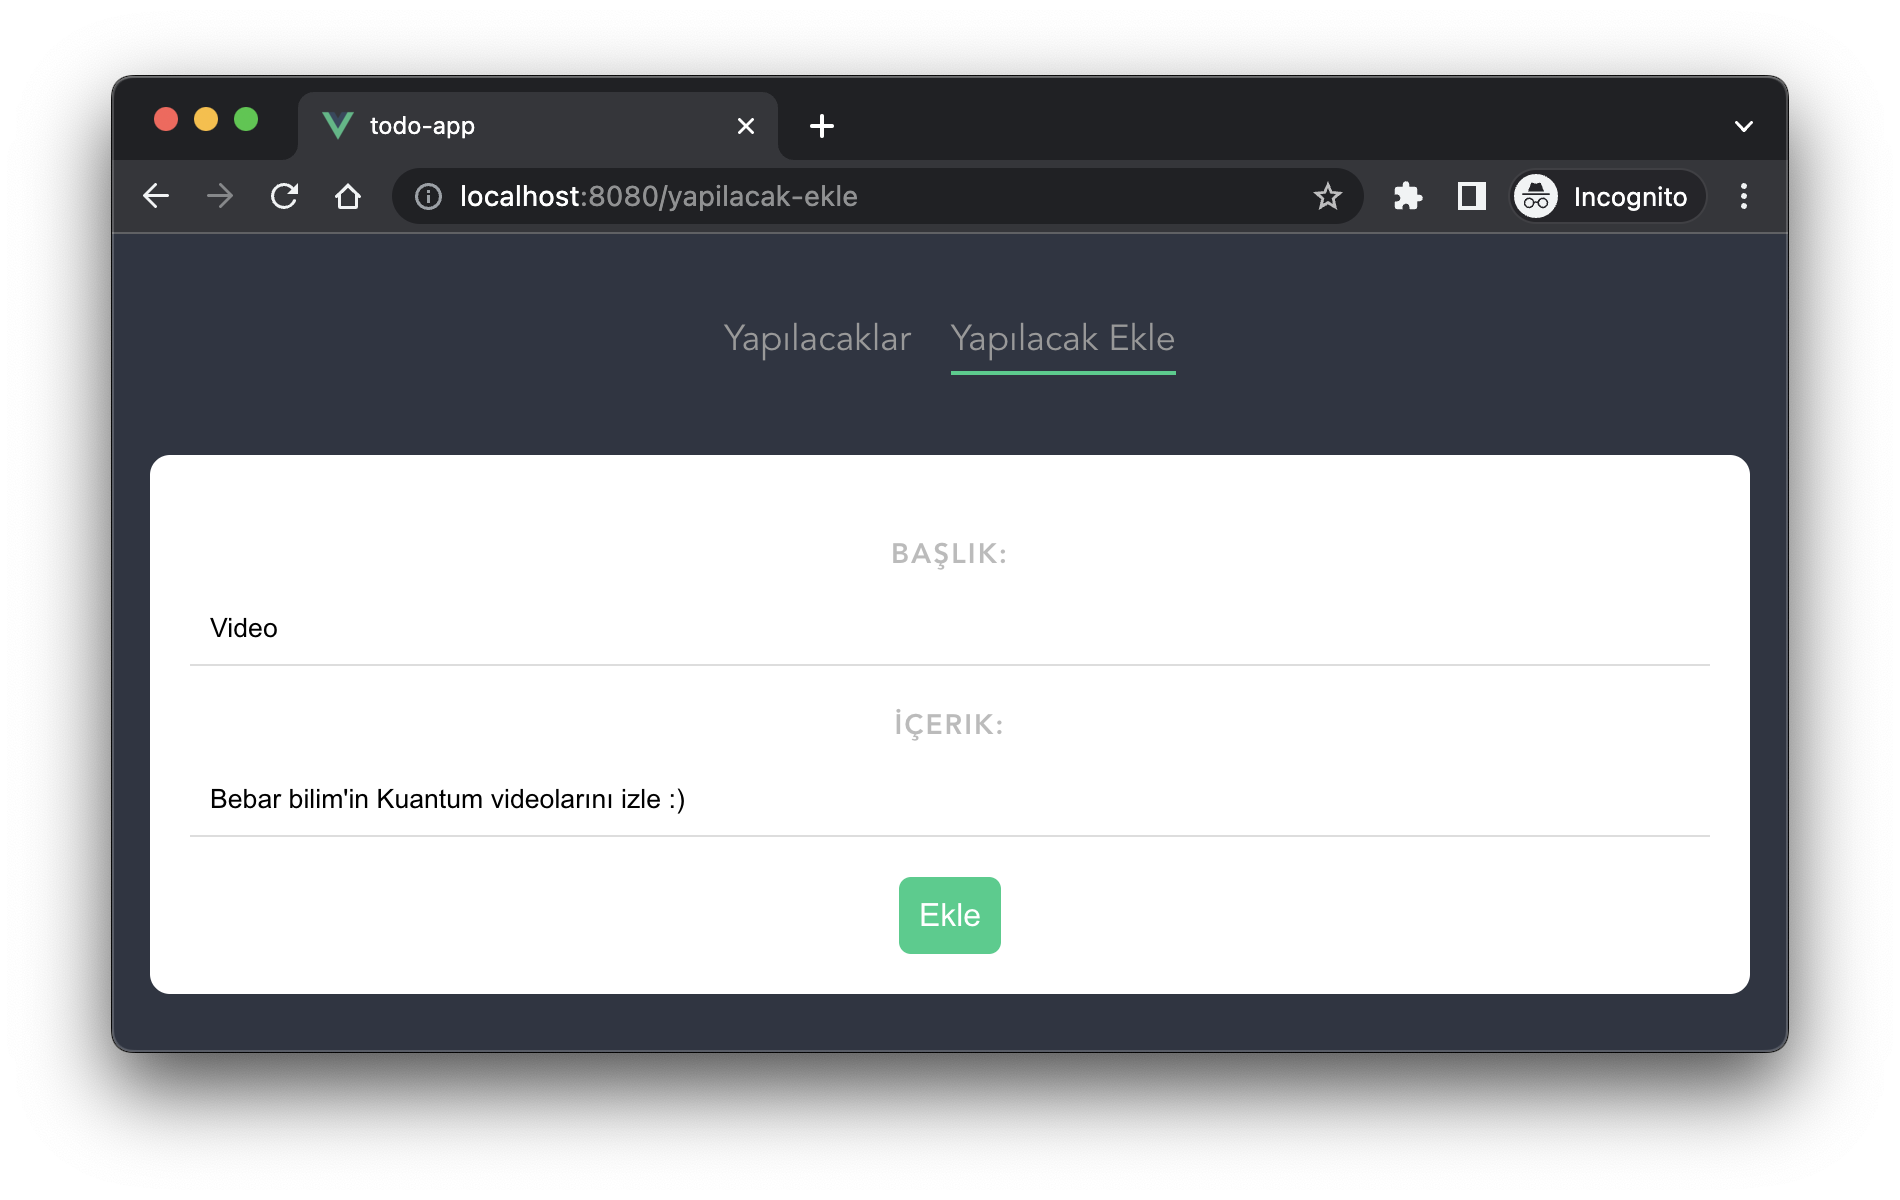 todo-app
localhost:8080/yapilacak-ekle
Incognito
Yapılacaklar Yapılacak Ekle
BAŞLIK:
Video
İÇERIK:
Bebar bilim'in Kuantum videolarını izle :)
Ekle